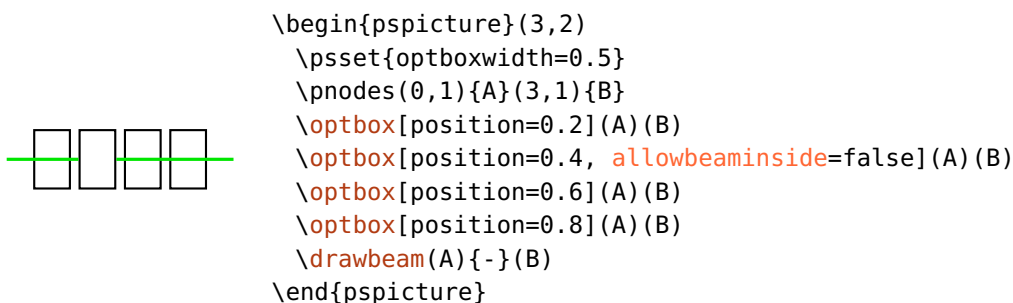 \begin{pspicture}(3,2)
\psset{optboxwidth=0.5}
\pnodes(0,1){A}(3,1){B}
\optbox[position=0.2](A)(B)
\optbox[position=0.4, allowbeaminside=false](A)(B)
\optbox[position=0.6](A)(B)
\optbox[position=0.8](A)(B)
\drawbeam(A){-}(B)
\end{pspicture}